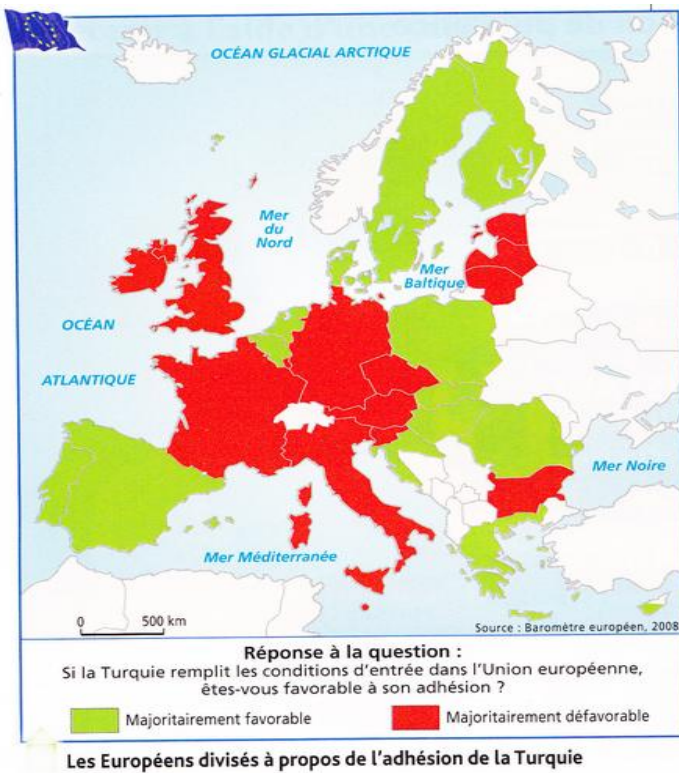 OCÉAN GLACIAL ARCTIQUE
Mer
du
Nord
Mer
Baltique
OCÉAN
ATLANTIQUE
Mer Noire
Mer Méditerranée
0 500 km
Source : Baromètre européen, 2008
Réponse à la question :
Si la Turquie remplit les conditions d'entrée dans l'Union européenne,
êtes-vous favorable à son adhésion ?
Majoritairement favorable
Majoritairement défavorable
Les Européens divisés à propos de l'adhésion de la Turquie